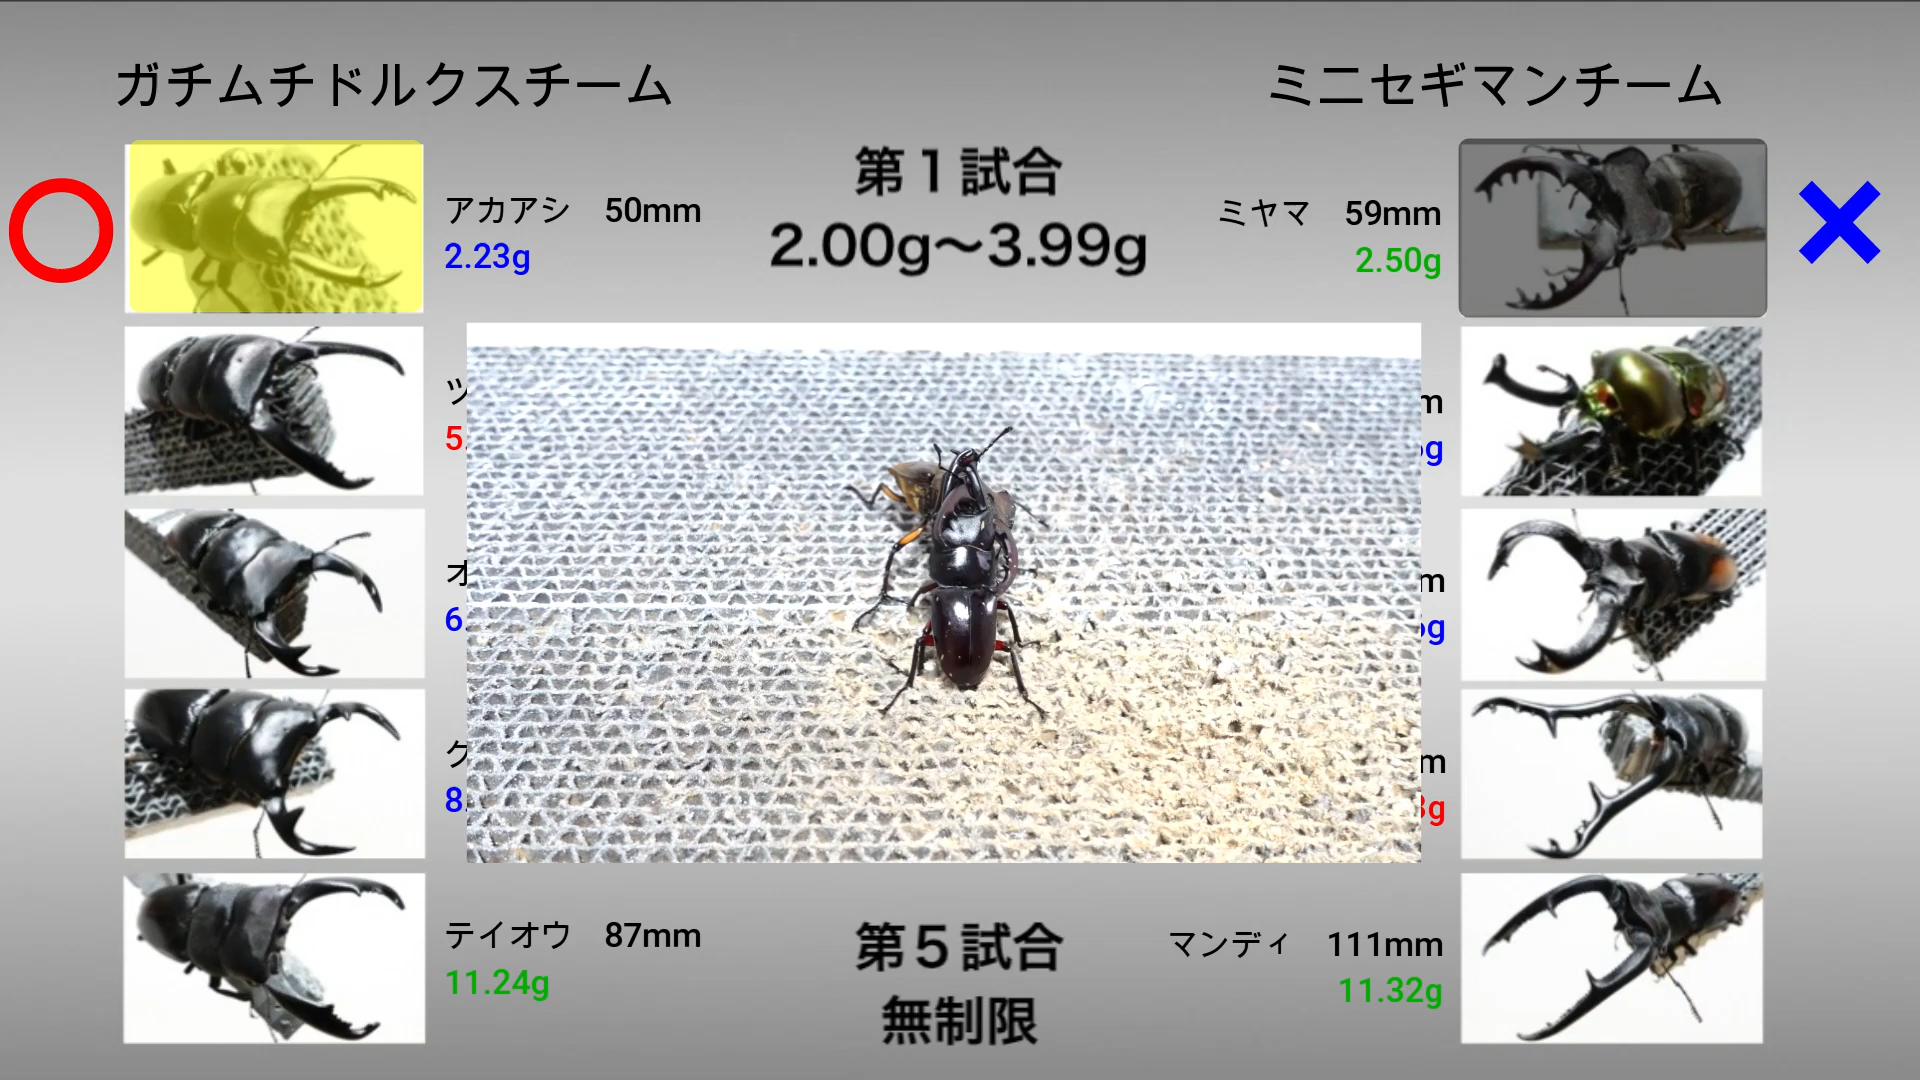 ガチムチドルクスチーム
ミニセギマンチーム
アカアシ 50mm
2.23g
第1試合
2.00g〜3.99g
ミヤマ 59mm
2.50g
テイオウ 87mm
11.24g
第5試合
無制限
マンディ 111mm
11.32g